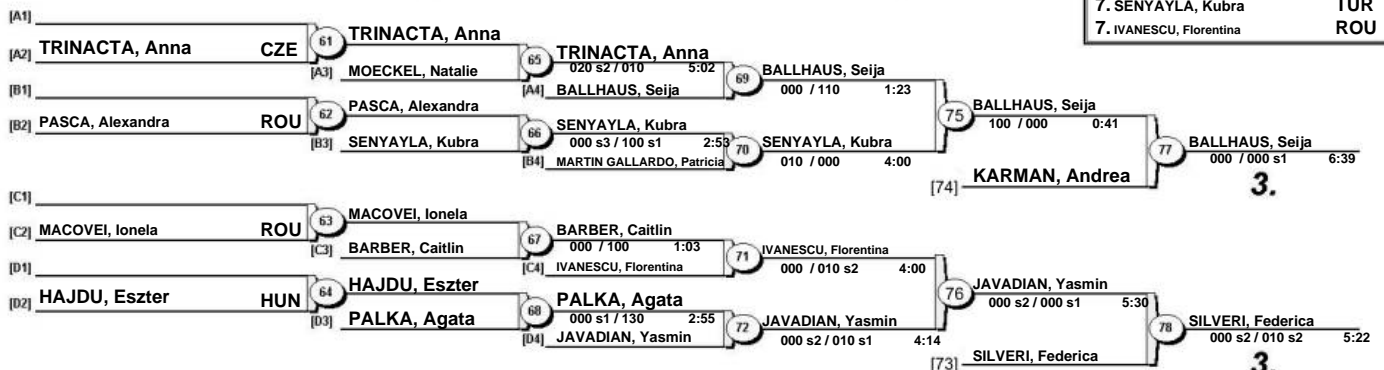 7. SENYAYLA, Kubra TUR
7. IVANESCU, Florentina ROU
[A1]
[A2] TRINACTA, Anna CZE
61
TRINACTA, Anna
[A3] MOECKEL, Natalie
65
TRINACTA, Anna
020 s2 / 010 5:02
[A4] BALLHAUS, Seija
69
BALLHAUS, Seija
000 / 110 1:23
[B1]
[B2] PASCA, Alexandra ROU
62
PASCA, Alexandra
[B3] SENYAYLA, Kubra
66
SENYAYLA, Kubra
000 s3 / 100 s1 2:53
[B4] MARTIN GALLARDO, Patricia
70
SENYAYLA, Kubra
010 / 000 4:00
75
BALLHAUS, Seija
100 / 000 0:41
[74] KARMAN, Andrea
77
BALLHAUS, Seija
000 / 000 s1 6:39
3.
[C1]
[C2] MACOVEI, Ionela ROU
63
MACOVEI, Ionela
[C3] BARBER, Caitlin
67
BARBER, Caitlin
000 / 100 1:03
[C4] IVANESCU, Florentina
71
IVANESCU, Florentina
000 / 010 s2 4:00
[D1]
[D2] HAJDU, Eszter HUN
64
HAJDU, Eszter
[D3] PALKA, Agata
68
PALKA, Agata
000 s1 / 130 2:55
[D4] JAVADIAN, Yasmin
72
JAVADIAN, Yasmin
000 s2 / 010 s1 4:14
76
JAVADIAN, Yasmin
000 s2 / 000 s1 5:30
[73] SILVERI, Federica
78
SILVERI, Federica
000 s2 / 010 s2 5:22
3.